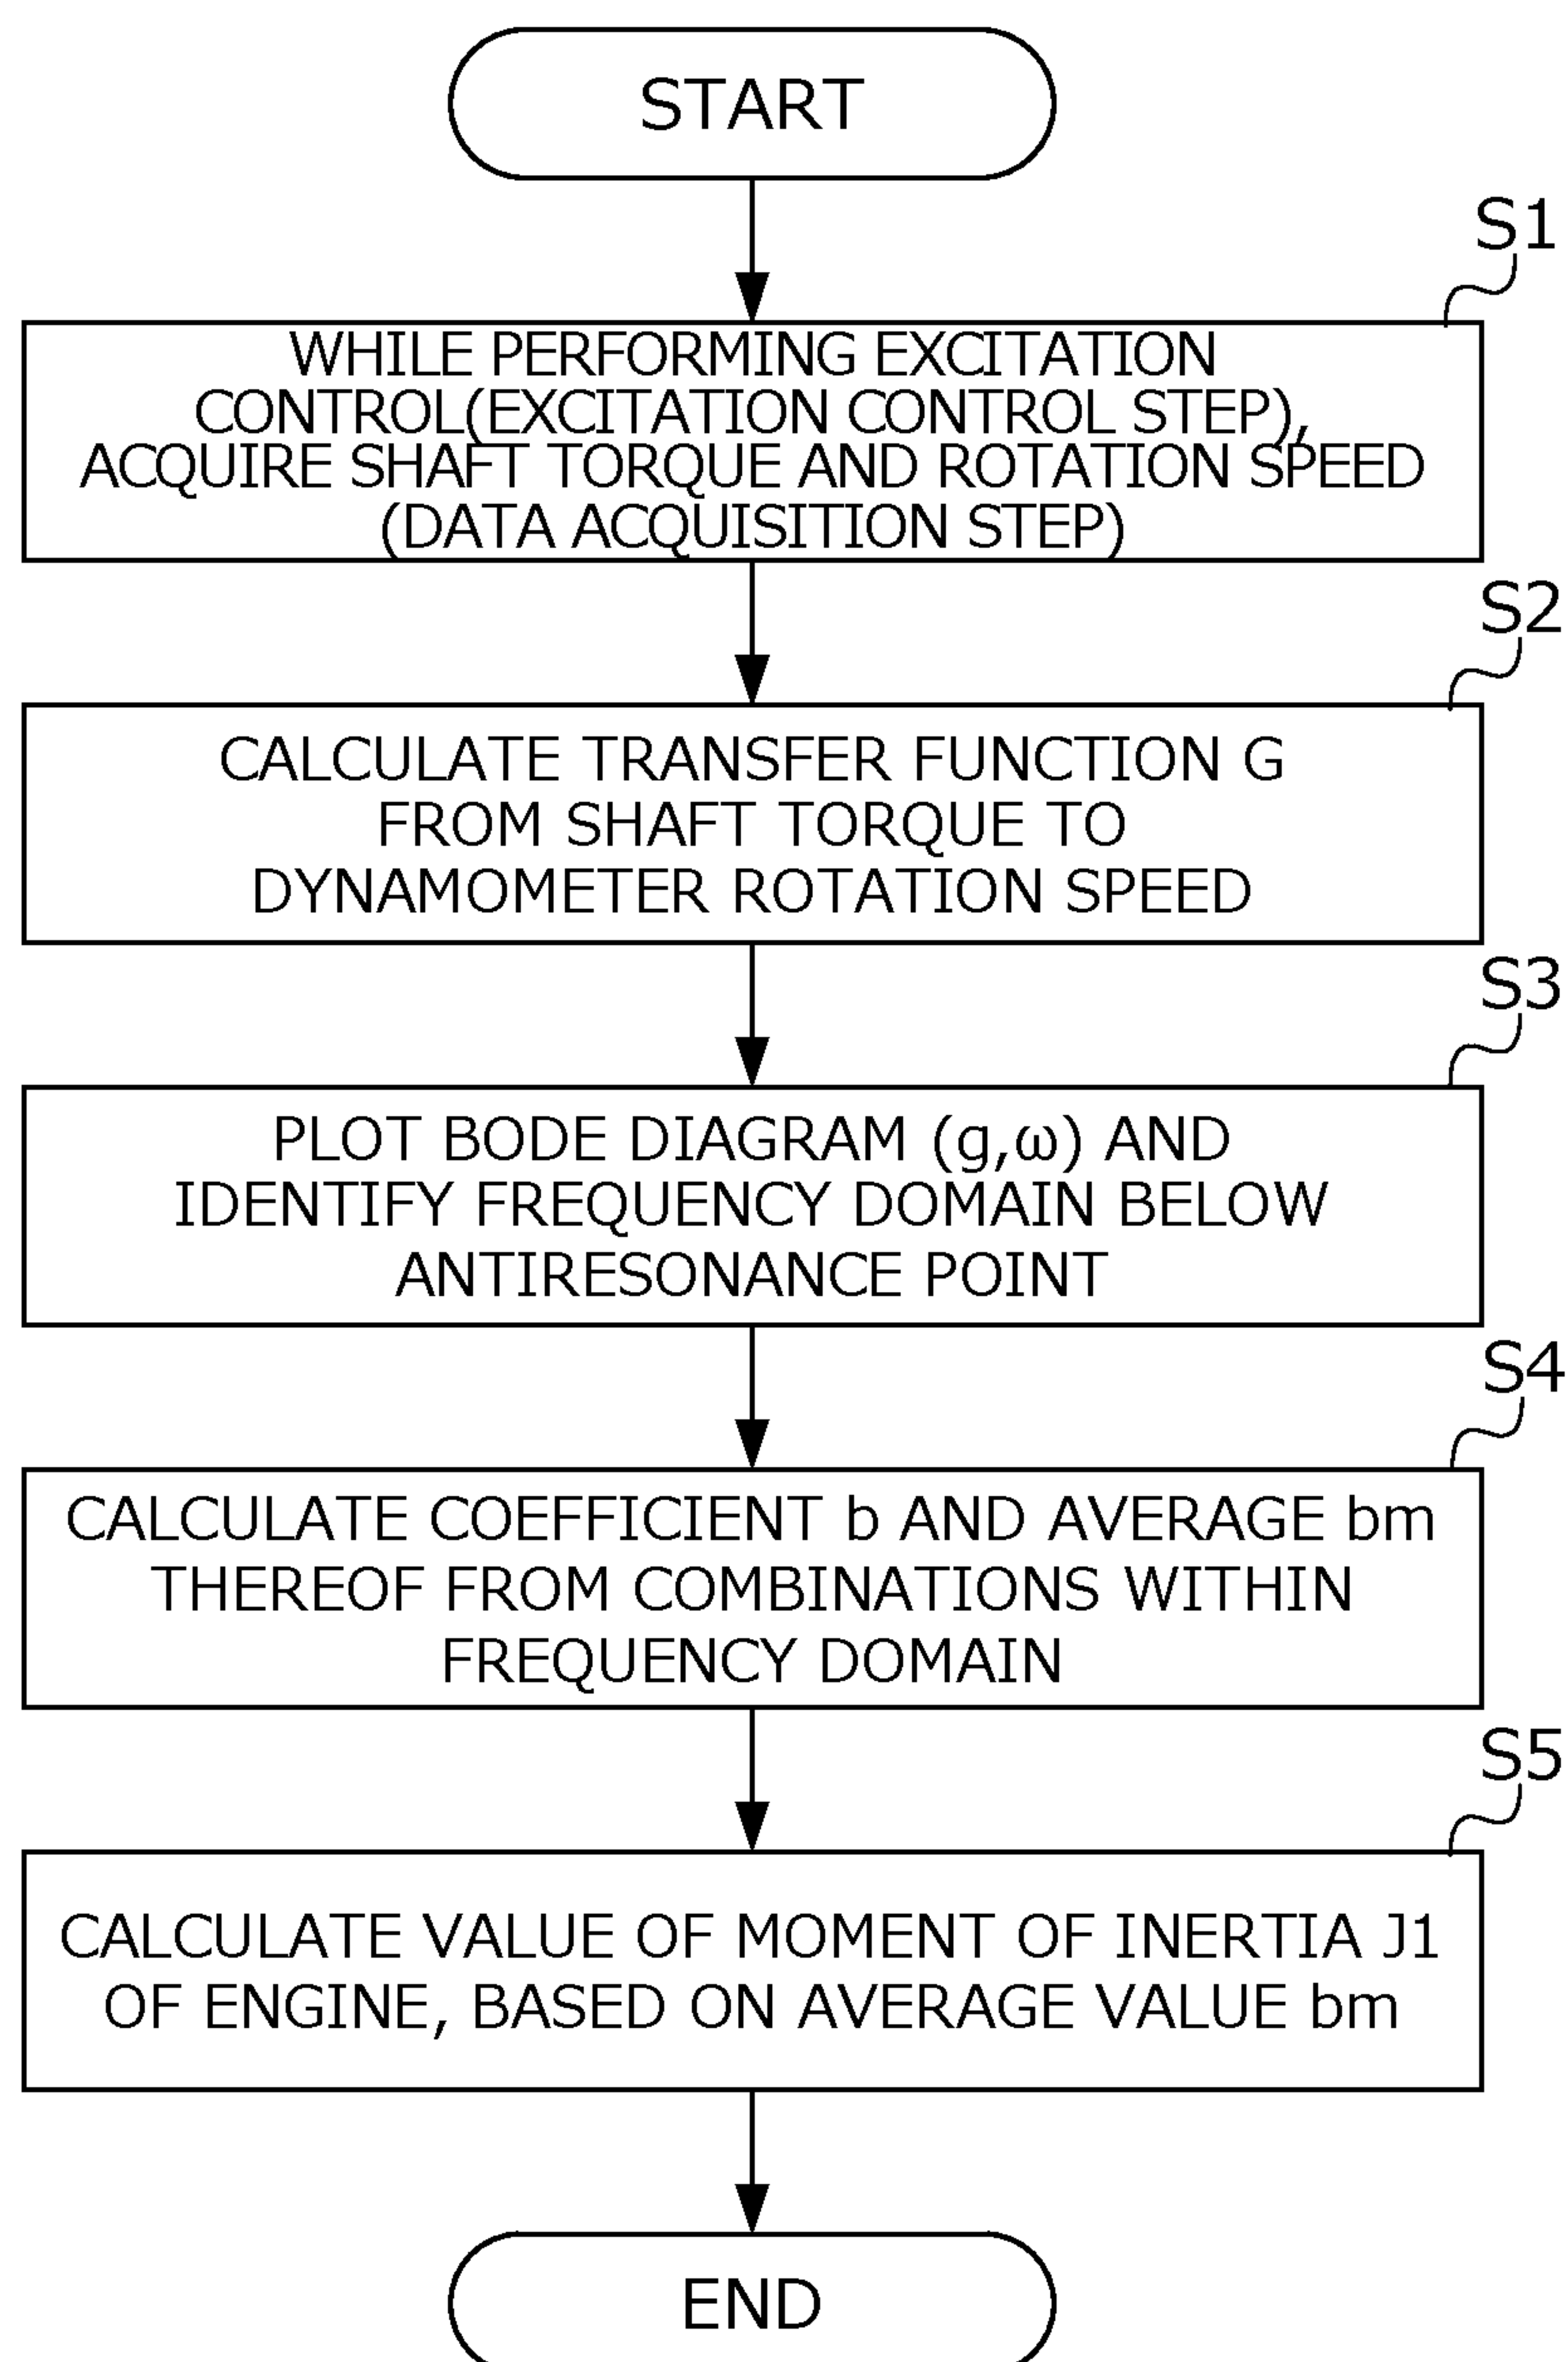 START
S1
WHILE PERFORMING EXCITATION
CONTROL(EXCITATION CONTROL STEP),
ACQUIRE SHAFT TORQUE AND ROTATION SPEED
(DATA ACQUISITION STEP)
S2
CALCULATE TRANSFER FUNCTION G
FROM SHAFT TORQUE TO
DYNAMOMETER ROTATION SPEED
S3
PLOT BODE DIAGRAM (g,ω) AND
IDENTIFY FREQUENCY DOMAIN BELOW
ANTIRESONANCE POINT
S4
CALCULATE COEFFICIENT b AND AVERAGE bm
THEREOF FROM COMBINATIONS WITHIN
FREQUENCY DOMAIN
S5
CALCULATE VALUE OF MOMENT OF INERTIA J1
OF ENGINE, BASED ON AVERAGE VALUE bm
END